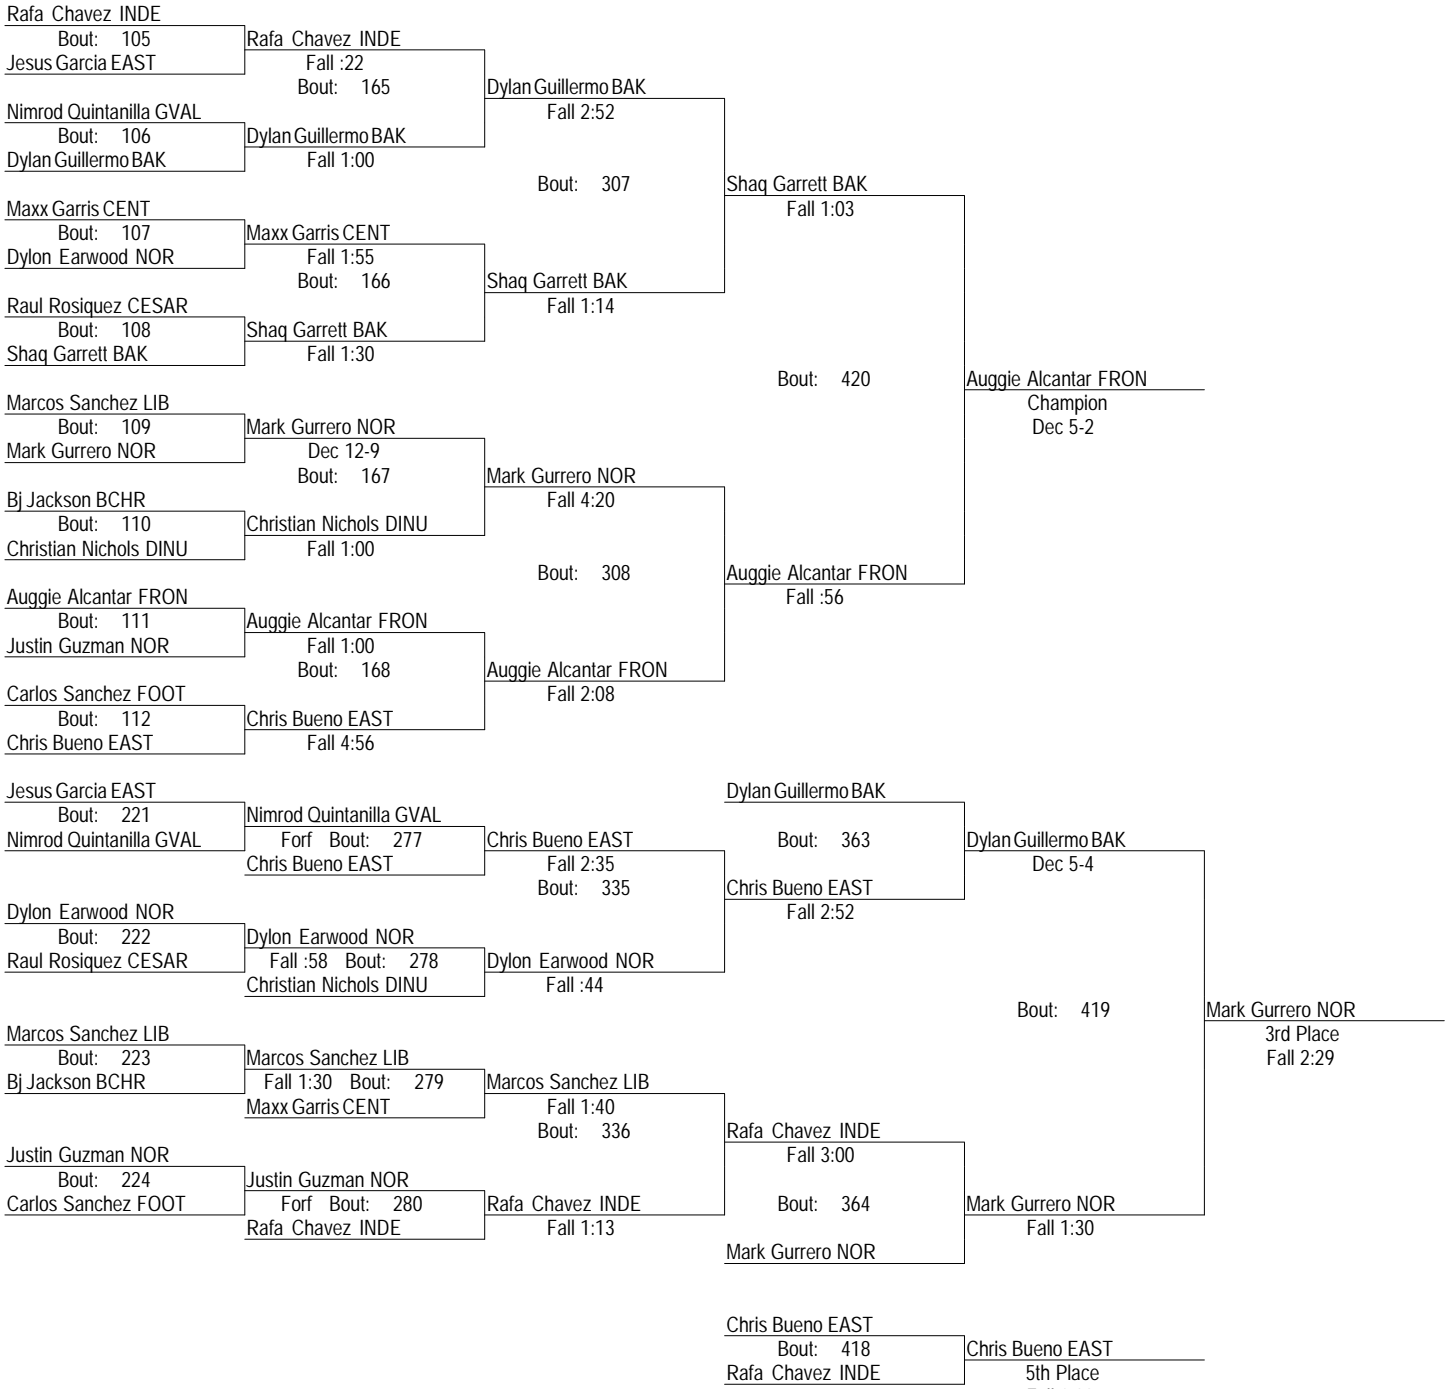 Rafa Chavez INDE
Bout: 105 Rafa Chavez INDE
Jesus Garcia EAST Fall :22
Bout: 165 Dylan Guillermo BAK
Nimrod Quintanilla GVAL Fall 2:52
Bout: 106 Dylan Guillermo BAK
Dylan Guillermo BAK Fall 1:00
Bout: 307 Shaq Garrett BAK
Maxx Garris CENT Fall 1:03
Bout: 107 Maxx Garris CENT
Dylon Earwood NOR Fall 1:55
Bout: 166 Shaq Garrett BAK
Raul Rosiquez CESAR Fall 1:14
Bout: 108 Shaq Garrett BAK
Shaq Garrett BAK Fall 1:30
Bout: 420 Auggie Alcantar FRON
Marcos Sanchez LIB Champion
Bout: 109 Mark Gurrero NOR Dec 5-2
Mark Gurrero NOR Dec 12-9
Bout: 167 Mark Gurrero NOR
Bj Jackson BCHR Fall 4:20
Bout: 110 Christian Nichols DINU
Christian Nichols DINU Fall 1:00
Bout: 308 Auggie Alcantar FRON
Auggie Alcantar FRON Fall :56
Bout: 111 Auggie Alcantar FRON
Justin Guzman NOR Fall 1:00
Bout: 168 Auggie Alcantar FRON
Carlos Sanchez FOOT Fall 2:08
Bout: 112 Chris Bueno EAST
Chris Bueno EAST Fall 4:56
Jesus Garcia EAST Dylan Guillermo BAK
Bout: 221 Nimrod Quintanilla GVAL
Nimrod Quintanilla GVAL Forf Bout: 277 Chris Bueno EAST Bout: 363 Dylan Guillermo BAK
Chris Bueno EAST Fall 2:35 Dec 5-4
Bout: 335 Chris Bueno EAST
Dylon Earwood NOR Fall 2:52
Bout: 222 Dylon Earwood NOR
Raul Rosiquez CESAR Fall :58 Bout: 278 Dylon Earwood NOR
Christian Nichols DINU Fall :44
Bout: 419 Mark Gurrero NOR
Marcos Sanchez LIB 3rd Place
Bout: 223 Marcos Sanchez LIB Fall 2:29
Bj Jackson BCHR Fall 1:30 Bout: 279 Marcos Sanchez LIB
Maxx Garris CENT Fall 1:40
Bout: 336 Rafa Chavez INDE
Justin Guzman NOR Fall 3:00
Bout: 224 Justin Guzman NOR
Carlos Sanchez FOOT Forf Bout: 280 Rafa Chavez INDE Bout: 364 Mark Gurrero NOR
Rafa Chavez INDE Fall 1:13 Fall 1:30
Mark Gurrero NOR
Chris Bueno EAST
Bout: 418 Chris Bueno EAST
Rafa Chavez INDE 5th Place